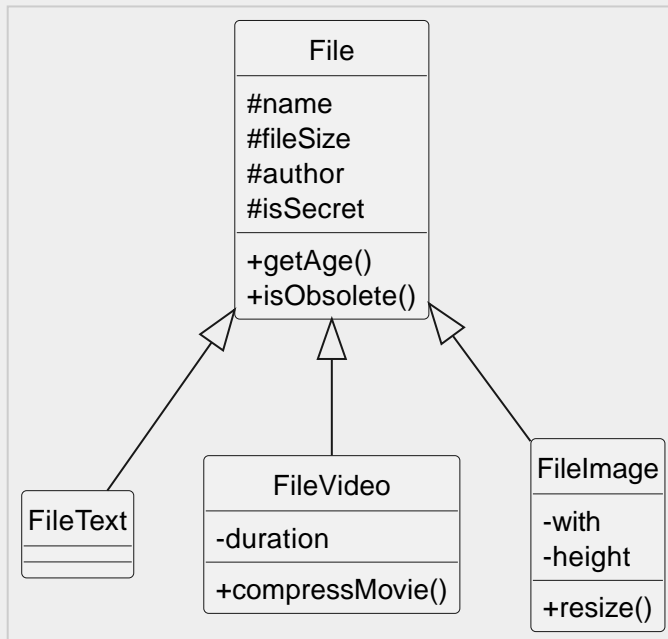 File
#name
#fileSize
#author
#isSecret
+getAge()
+isObsolete()
FileText
FileVideo
-duration
+compressMovie()
FileImage
-with
-height
+resize()